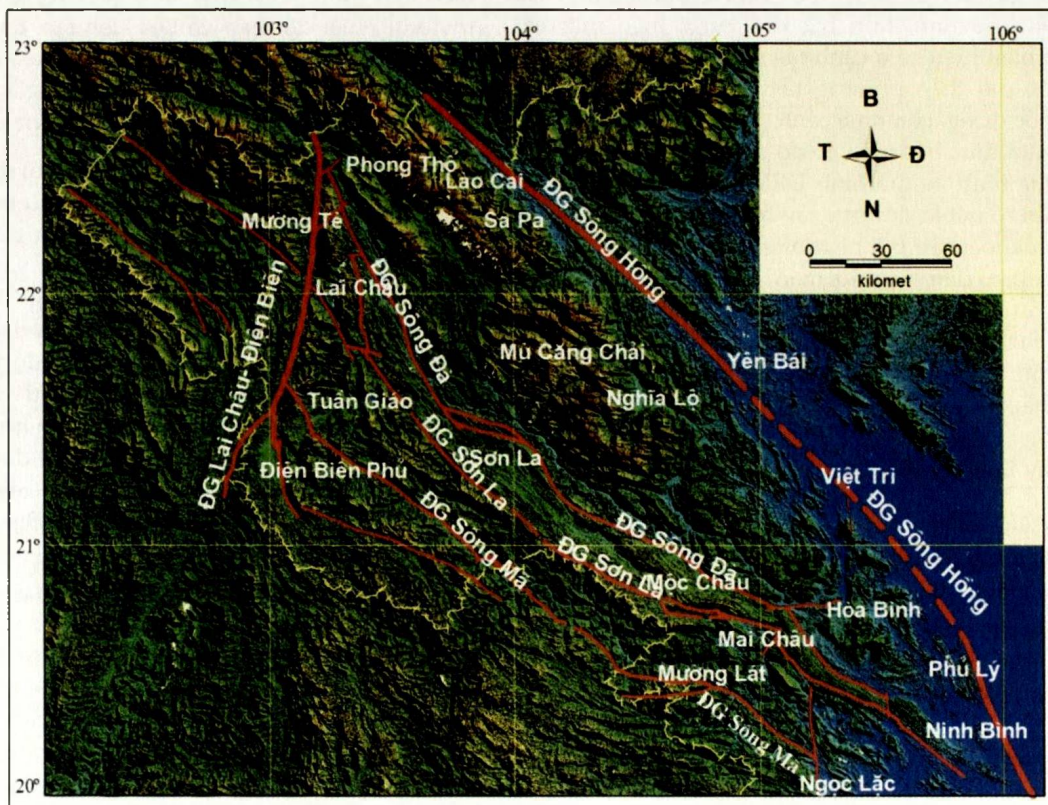 103° 104° 105° 106°
23°
B
T Đ
N
0 30 60
kilomet
Phong Thổ
Lào Cai
Sa Pa
ĐG Sông Hồng
Mương Tè
22°
Lai Châu
ĐG Sông Đà
ĐG Lai Châu-Điện Biên
Mù Căng Chải
Yên Bái
Tuần Giáo
Nghĩa Lộ
ĐG Sơn La
Sơn La
Điện Biên Phủ
Việt Trì
ĐG Sông Hồng
21°
ĐG Sông Mã
ĐG Sông Đà
ĐG Sơn La
Mộc Châu
Hòa Bình
Mai Châu
Mường Lát
Phủ Lý
ĐG Sông Mã
Ninh Bình
20°
Ngọc Lặc